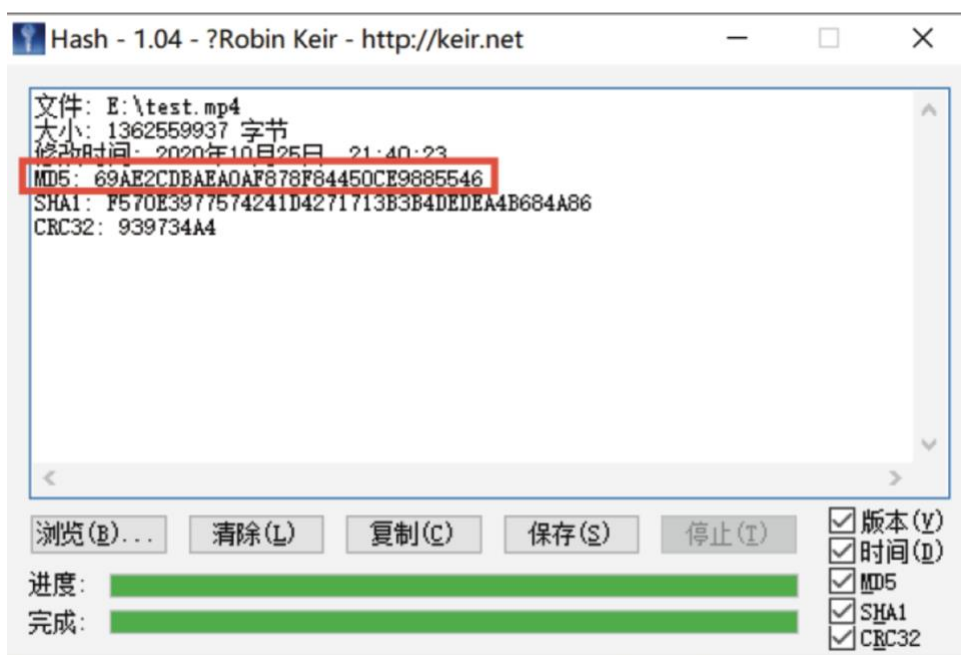 Hash - 1.04 - ?Robin Keir - http://keir.net
文件: E:\test.mp4
大小: 1362559937 字节
修改时间: 2020年10月25日, 21:40:23
MD5: 69AE2CDBAEA0AF878F84450CE9885546
SHA1: F570E3977574241D4271713B3B4DEDEA4B684A86
CRC32: 939734A4
浏览(B)... 清除(L) 复制(C) 保存(S) 停止(T)
版本(V)
时间(D)
MD5
SHA1
CRC32
进度:
完成: